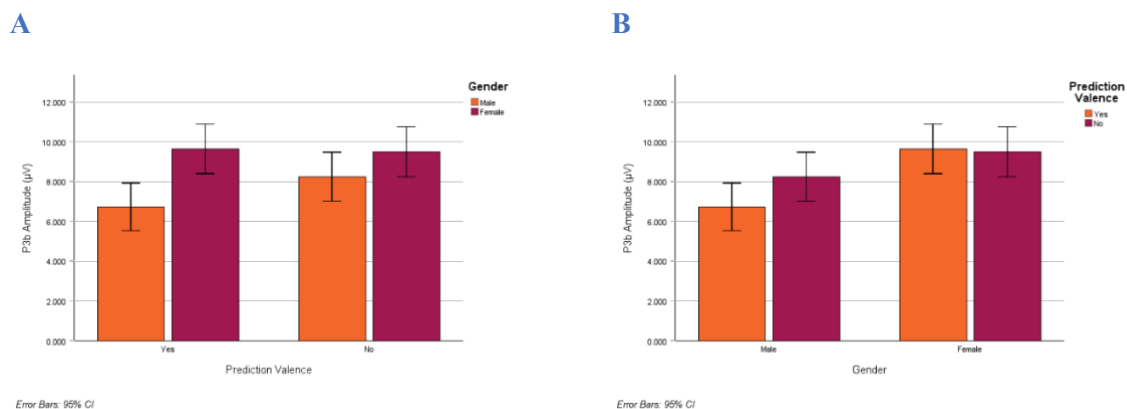 A
Gender
Male
Female
12.000
10.000
8.000
6.000
4.000
2.000
0.000
P3b Amplitude (µV)
Yes
No
Prediction Valence
Error Bars: 95% CI
B
Prediction
Valence
Yes
No
12.000
10.000
8.000
6.000
4.000
2.000
0.000
P3b Amplitude (µV)
Male
Female
Gender
Error Bars: 95% CI